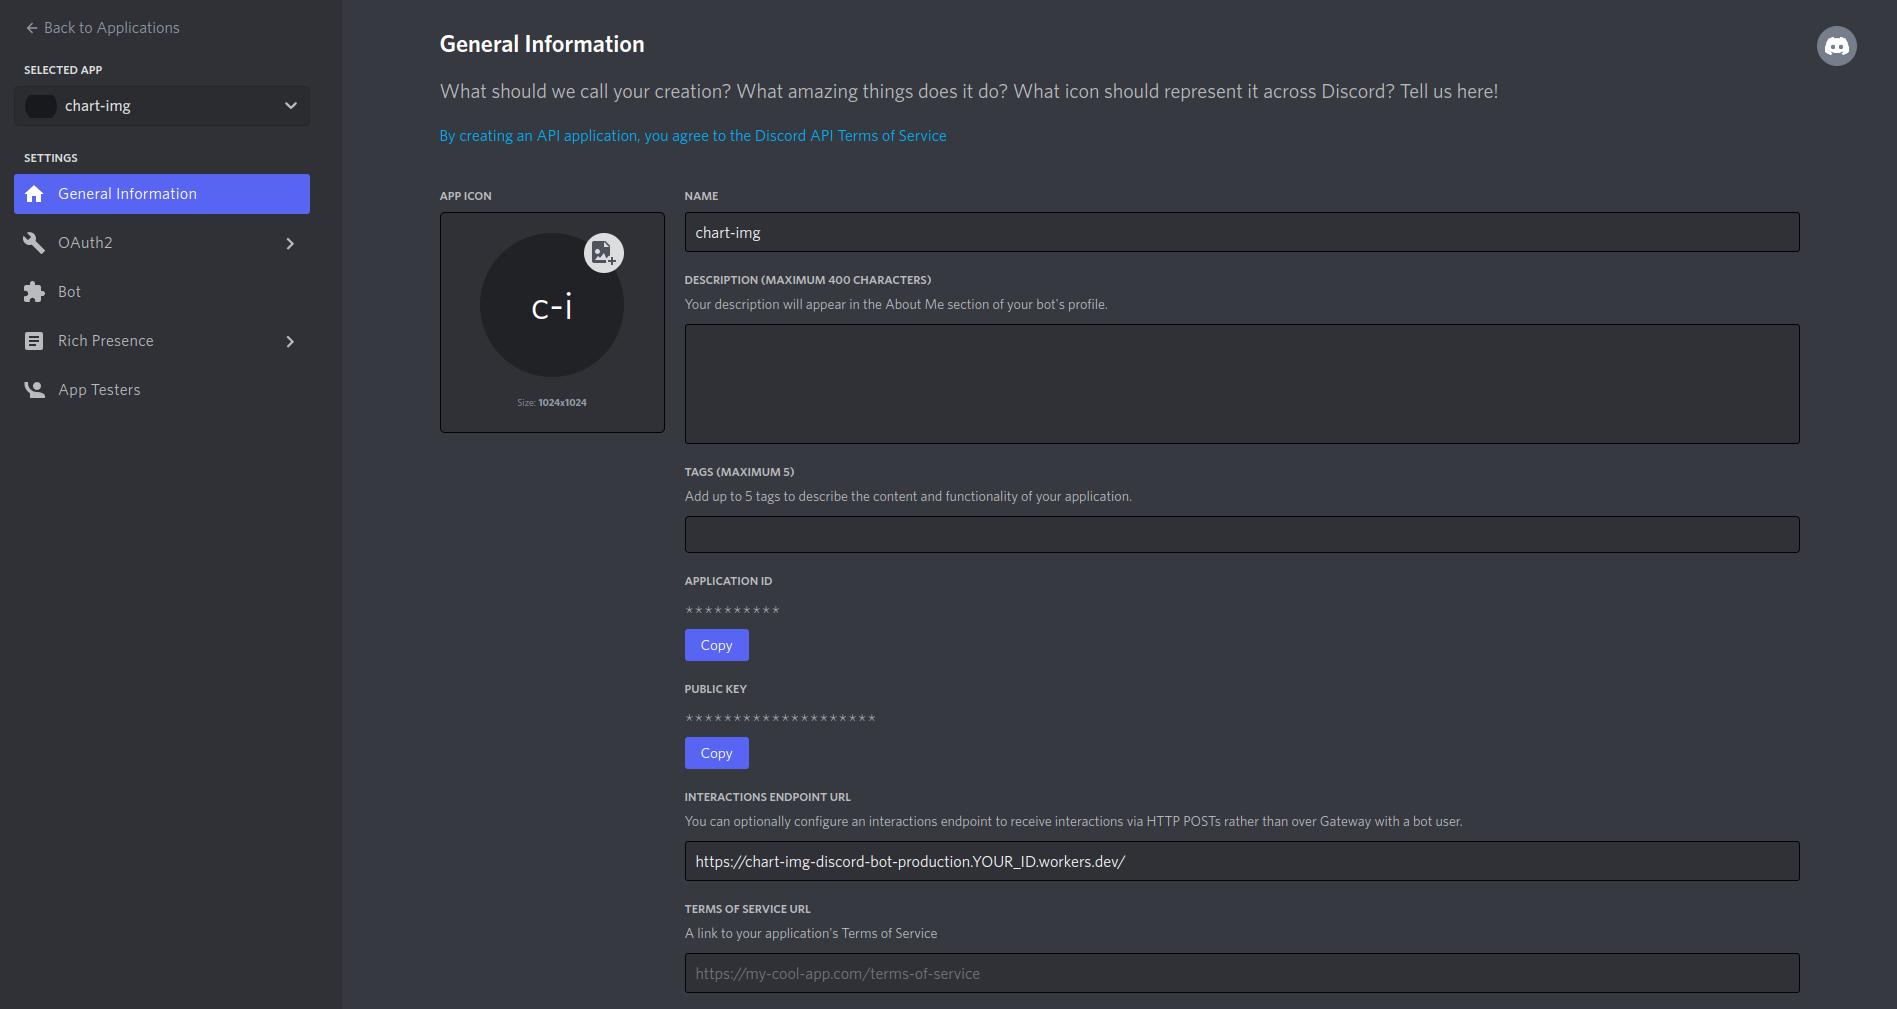 Back to Applications
SELECTED APP
chart-img
SETTINGS
General Information
OAuth2
Bot
Rich Presence
App Testers
General Information
What should we call your creation? What amazing things does it do? What icon should represent it across Discord? Tell us here!
By creating an API application, you agree to the Discord API Terms of Service
APP ICON
c-i
Size: 1024x1024
NAME
chart-img
DESCRIPTION (MAXIMUM 400 CHARACTERS)
Your description will appear in the About Me section of your bot's profile.
TAGS (MAXIMUM 5)
Add up to 5 tags to describe the content and functionality of your application.
APPLICATION ID
**********
Copy
PUBLIC KEY
********************
Copy
INTERACTIONS ENDPOINT URL
You can optionally configure an interactions endpoint to receive interactions via HTTP POSTs rather than over Gateway with a bot user.
https://chart-img-discord-bot-production.YOUR_ID.workers.dev/
TERMS OF SERVICE URL
A link to your application's Terms of Service
https://my-cool-app.com/terms-of-service